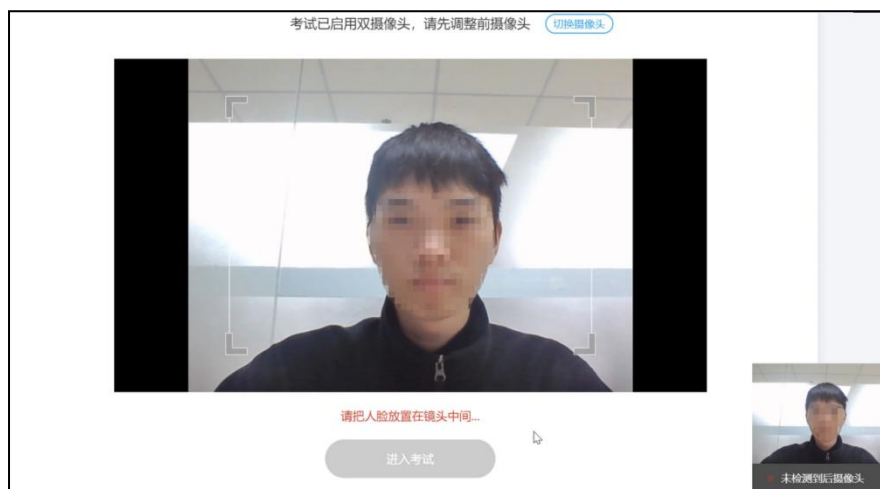 考试已启用双摄像头，请先调整前摄像头 切换摄像头
请把人脸放置在镜头中间...
进入考试
未检测到后摄像头